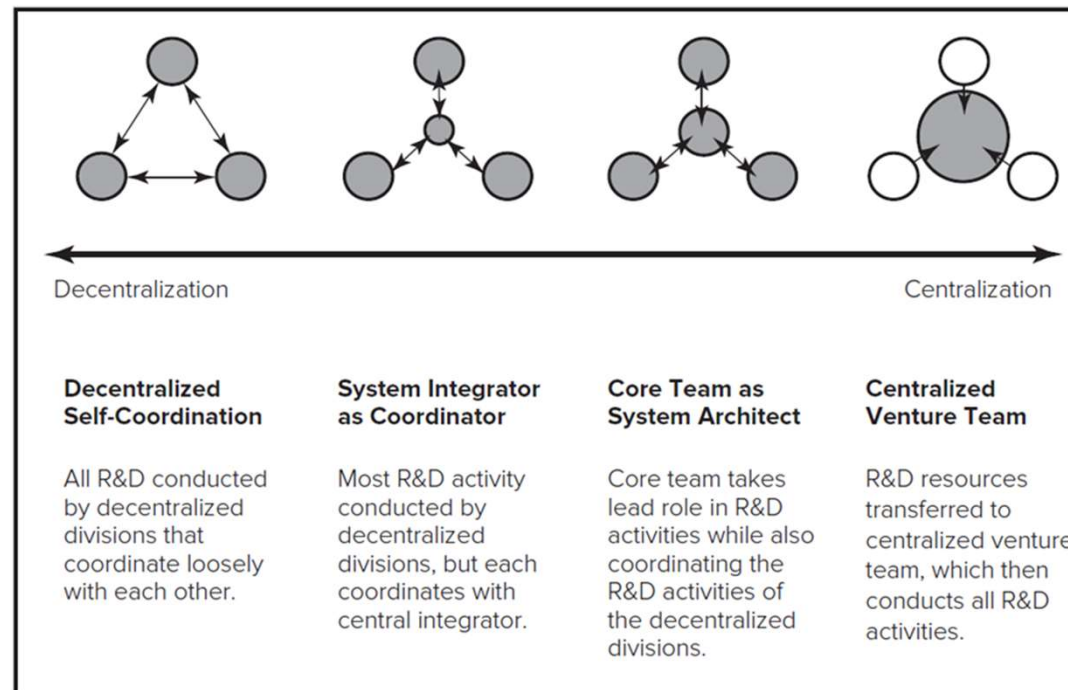 Decentralization
Centralization
Decentralized
Self-Coordination
All R&D conducted
by decentralized
divisions that
coordinate loosely
with each other.
System Integrator
as Coordinator
Most R&D activity
conducted by
decentralized
divisions, but each
coordinates with
central integrator.
Core Team as
System Architect
Core team takes
lead role in R&D
activities while also
coordinating the
R&D activities of
the decentralized
divisions.
Centralized
Venture Team
R&D resources
transferred to
centralized venture
team, which then
conducts all R&D
activities.